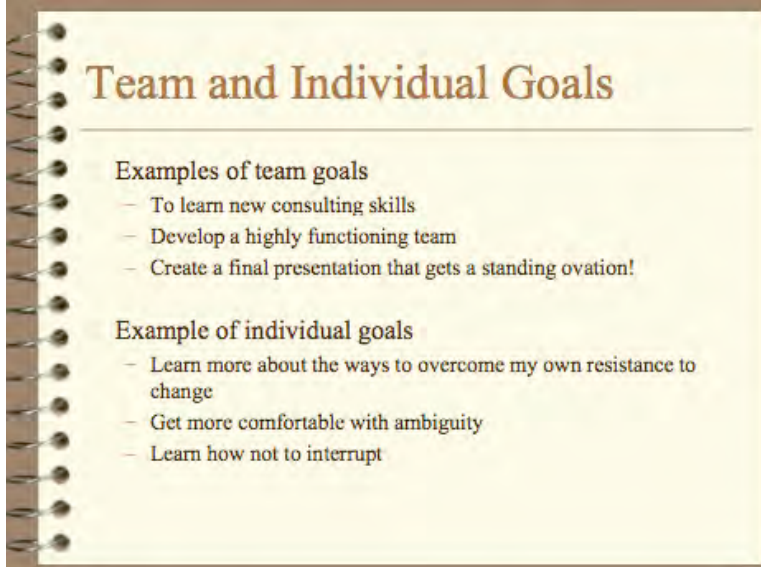 Team and Individual Goals
Examples of team goals
– To learn new consulting skills
– Develop a highly functioning team
– Create a final presentation that gets a standing ovation!
Example of individual goals
– Learn more about the ways to overcome my own resistance to
change
– Get more comfortable with ambiguity
– Learn how not to interrupt